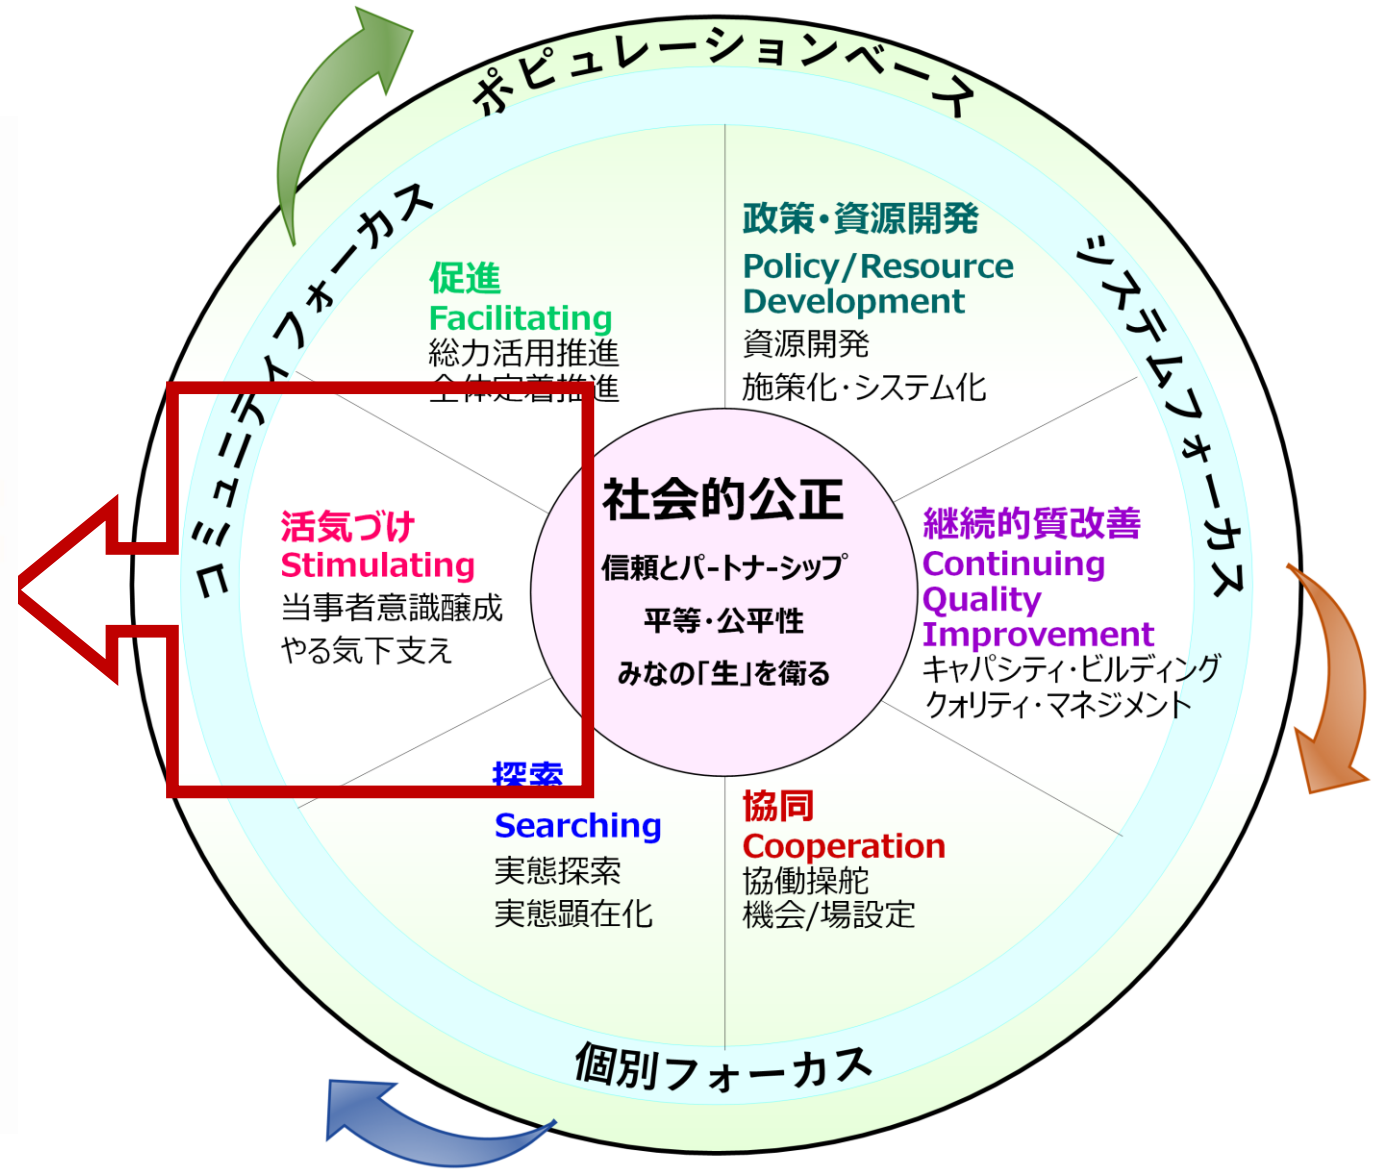 ポピュレーションベース
コミュニティフォーカス
システムフォーカス
政策・資源開発
Policy/Resource
Development
資源開発
施策化・システム化
促進
Facilitating
総力活用推進
全体定着推進
活気づけ
Stimulating
当事者意識醸成
やる気下支え
社会的公正
信頼とパートナーシップ
平等・公平性
みなの「生」を衛る
継続的質改善
Continuing
Quality
Improvement
キャパシティ・ビルディング
クォリティ・マネジメント
探索
Searching
実態探索
実態顕在化
協同
Cooperation
協働操舵
機会/場設定
個別フォーカス